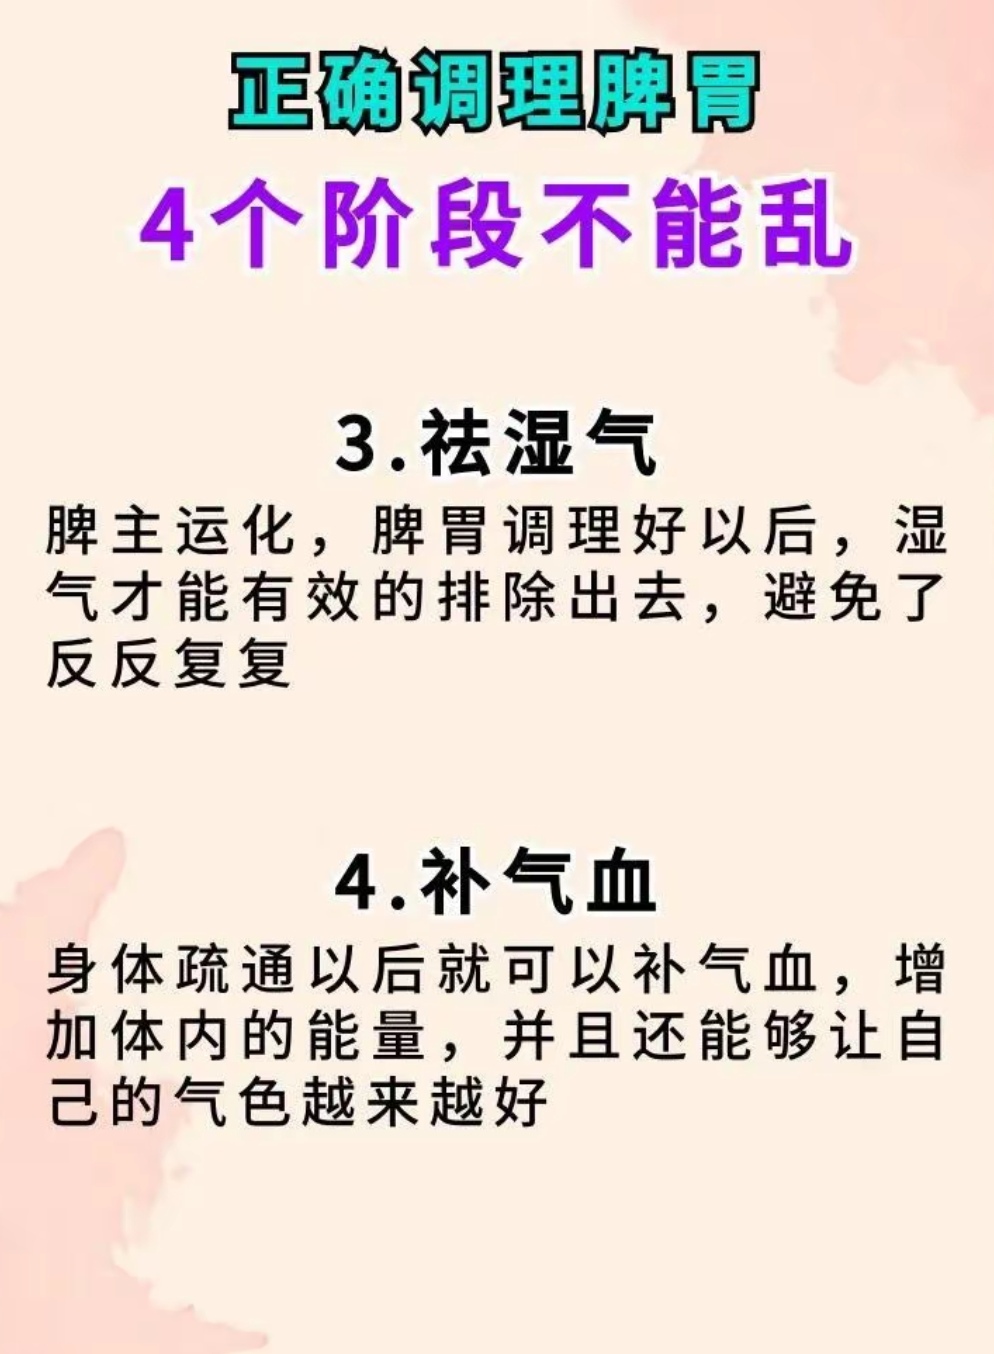 正确调理脾胃
4个阶段不能乱
3.祛湿气
脾主运化，脾胃调理好以后，湿
气才能有效的排除出去，避免了
反反复复
4.补气血
身体疏通以后就可以补气血，增
加体内的能量，并且还能够让自
己的气色越来越好